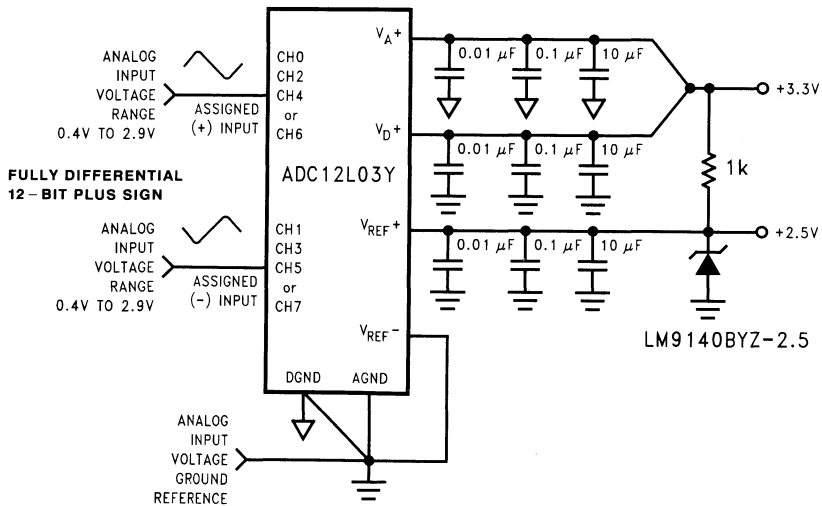 ANALOG
INPUT
VOLTAGE
RANGE
0.4V TO 2.9V
ASSIGNED
(+) INPUT
CH0
CH2
CH4
or
CH6
FULLY DIFFERENTIAL
12–BIT PLUS SIGN
ADC12L03Y
ANALOG
INPUT
VOLTAGE
RANGE
0.4V TO 2.9V
ASSIGNED
(−) INPUT
CH1
CH3
CH5
or
CH7
VA+
0.01 μF 0.1 μF 10 μF
+3.3V
VD+
0.01 μF 0.1 μF 10 μF
1k
VREF+
0.01 μF 0.1 μF 10 μF
+2.5V
VREF−
LM9140BYZ-2.5
DGND AGND
ANALOG
INPUT
VOLTAGE
GROUND
REFERENCE